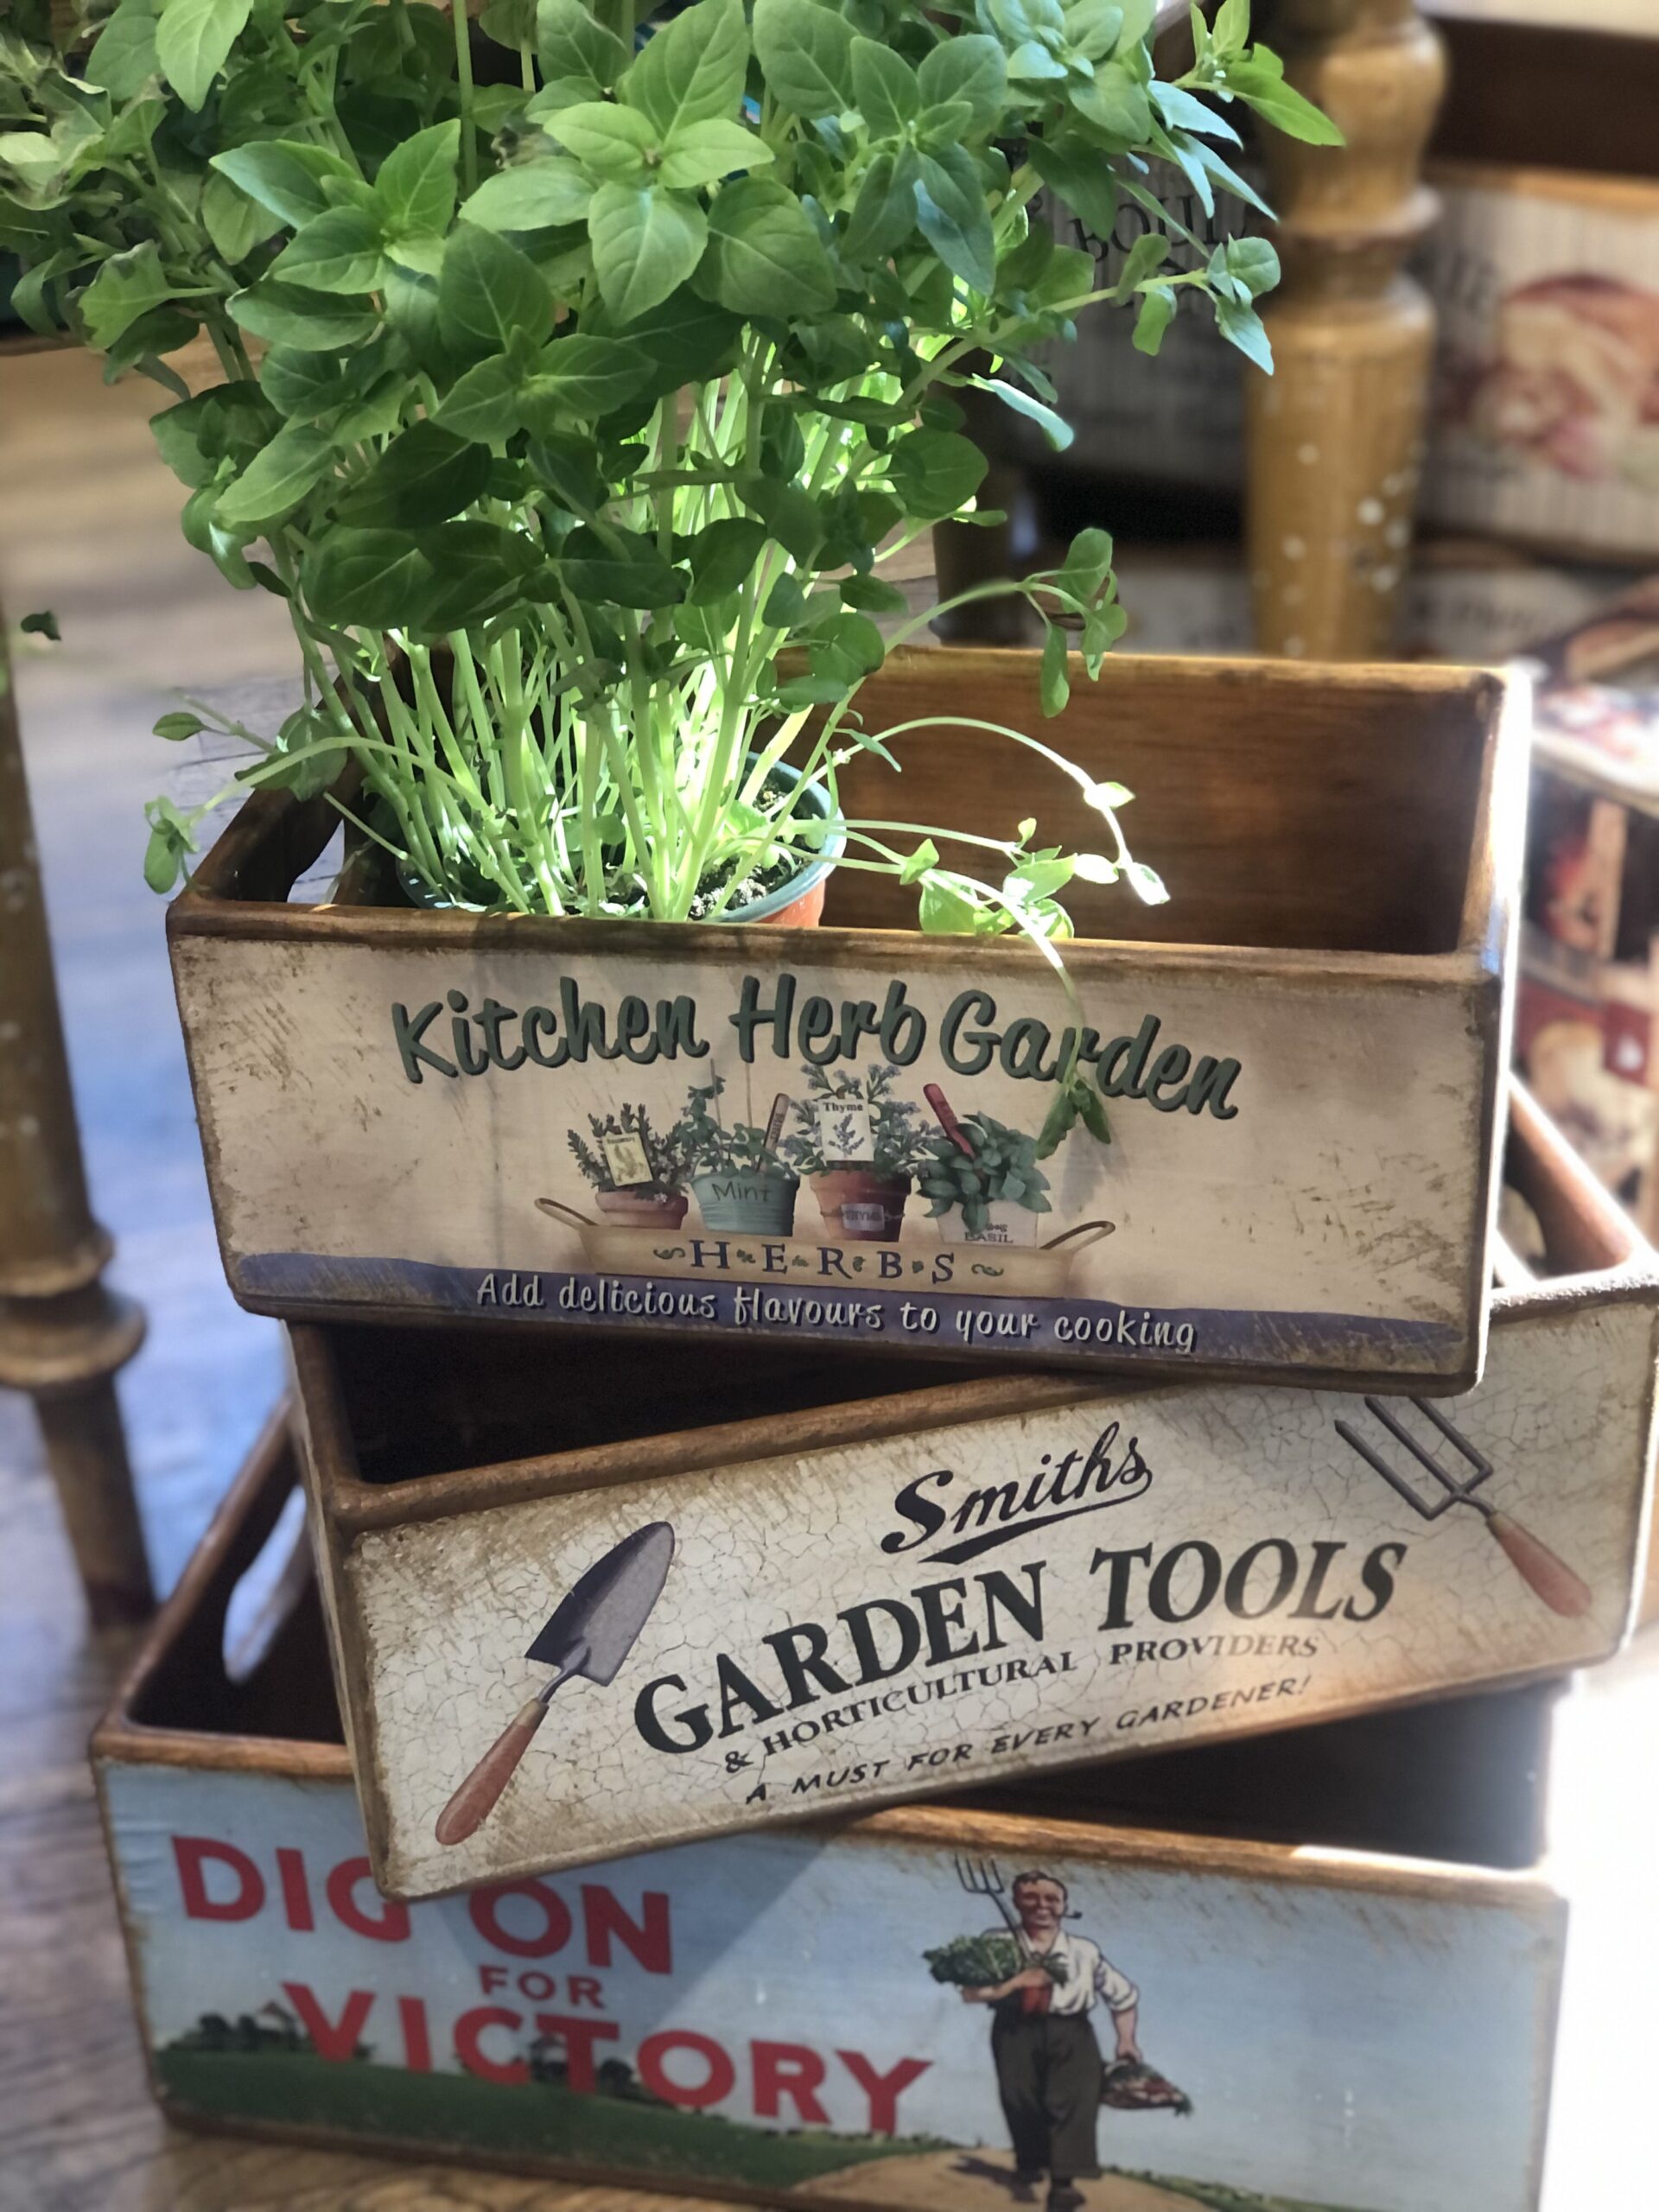 Kitchen Herb Garden
Thyme
Mint
BASIL
H·E·R·B·S
Add delicious flavours to your cooking
Smiths
GARDEN TOOLS
& HORTICULTURAL PROVIDERS
A MUST FOR EVERY GARDENER!
DIG ON
FOR
VICTORY